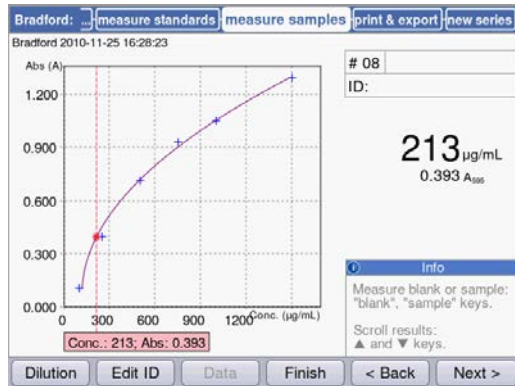 Bradford: ... measure standards measure samples print & export new series
Bradford 2010-11-25 16:28:23
Abs (A)
1.200
0.900
0.600
0.300
0.000
0 300 600 900 1200 Conc. (µg/mL)
Conc.: 213; Abs: 0.393
# 08
ID:
213 µg/mL
0.393 A595
Info
Measure blank or sample:
"blank", "sample" keys.
Scroll results:
▲ and ▼ keys.
Dilution Edit ID Data Finish < Back Next >